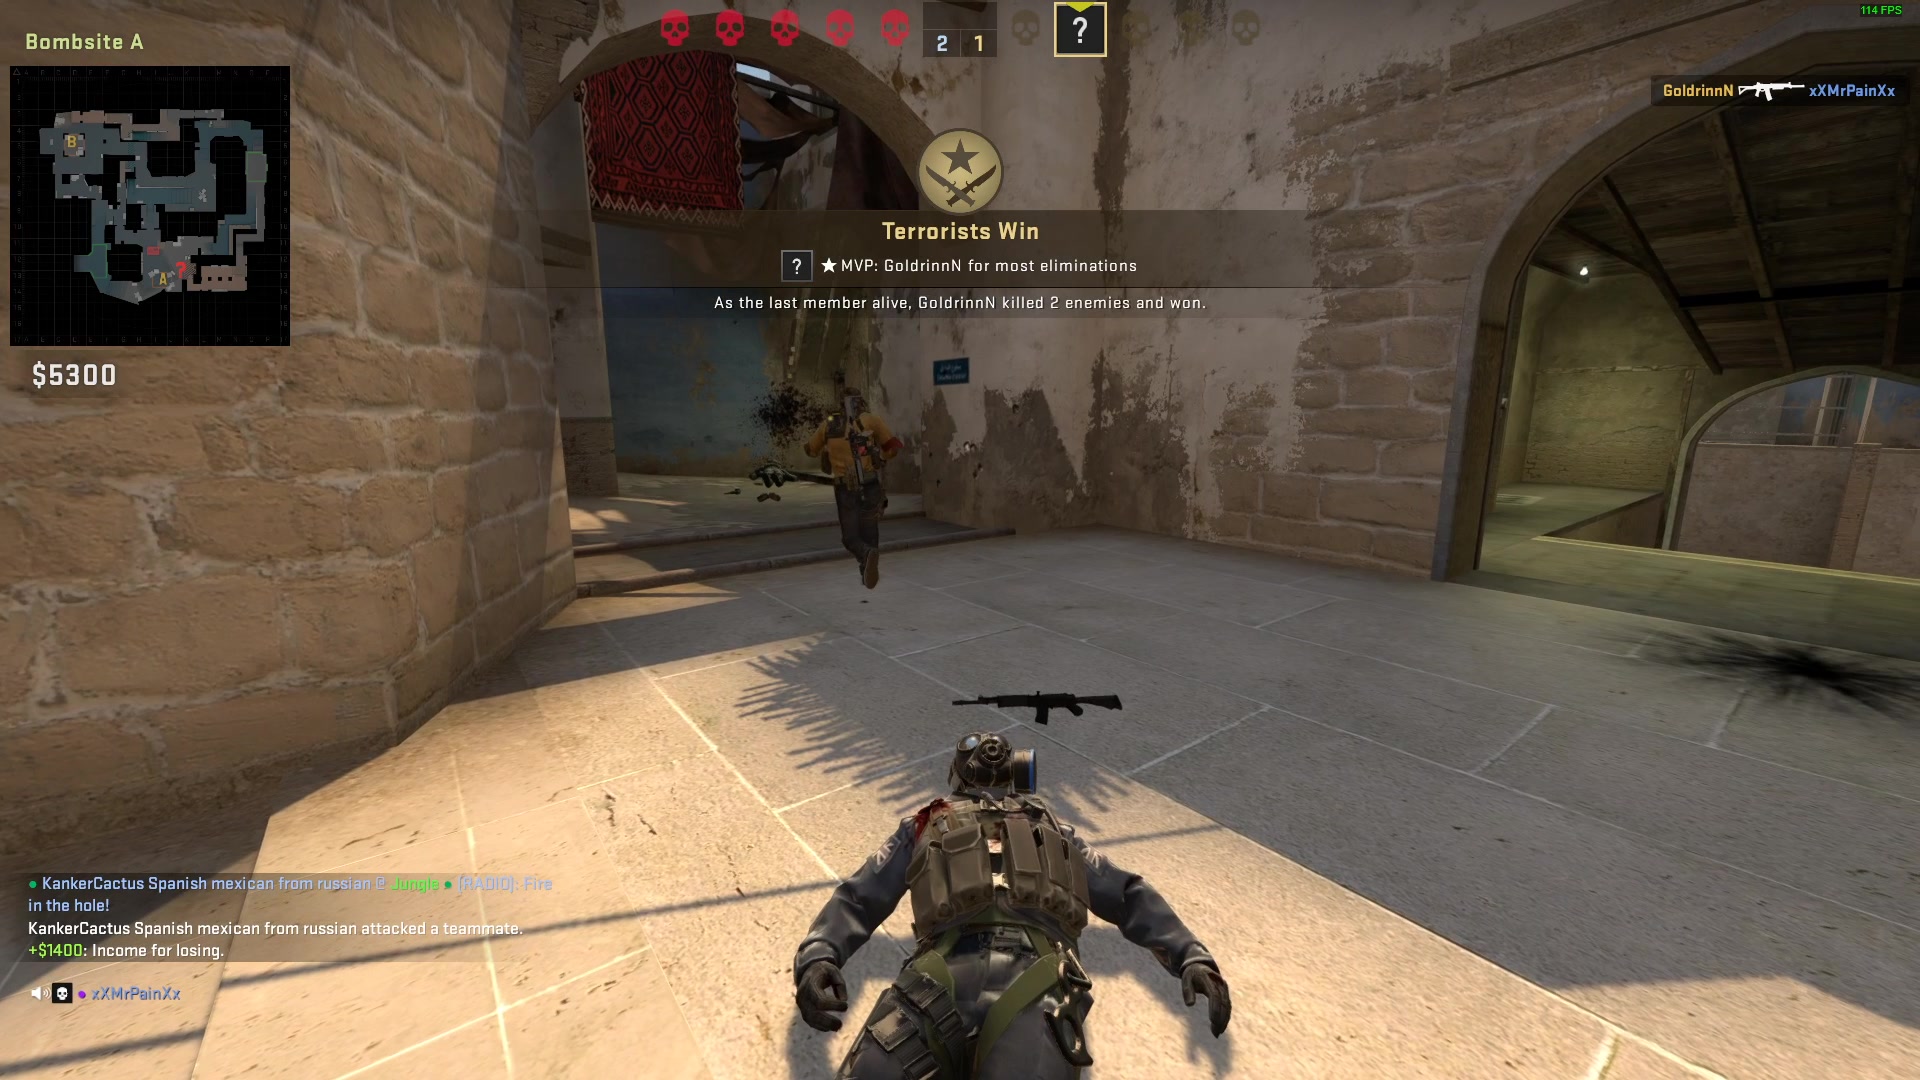 114 FPS
Bombsite A
2 1
?
GoldrinnN xXMrPainXx
B
A
?
Terrorists Win
? MVP: GoldrinnN for most eliminations
As the last member alive, GoldrinnN killed 2 enemies and won.
$5300
KankerCactus Spanish mexican from russian @ Jungle • (RADIO): Fire
in the hole!
KankerCactus Spanish mexican from russian attacked a teammate.
+$1400: Income for losing.
xXMrPainXx